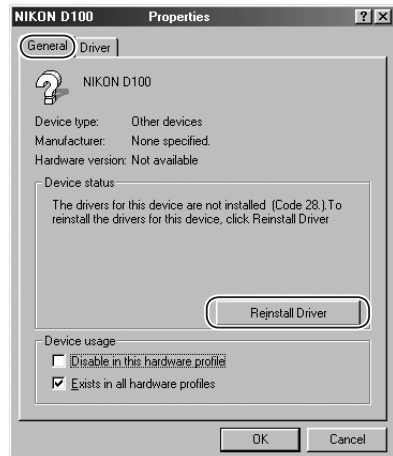 NIKON D100 Properties
General Driver
NIKON D100
Device type: Other devices
Manufacturer: None specified.
Hardware version: Not available
Device status
The drivers for this device are not installed (Code 28.).To
reinstall the drivers for this device, click Reinstall Driver
Reinstall Driver
Device usage
Disable in this hardware profile
Exists in all hardware profiles
OK Cancel